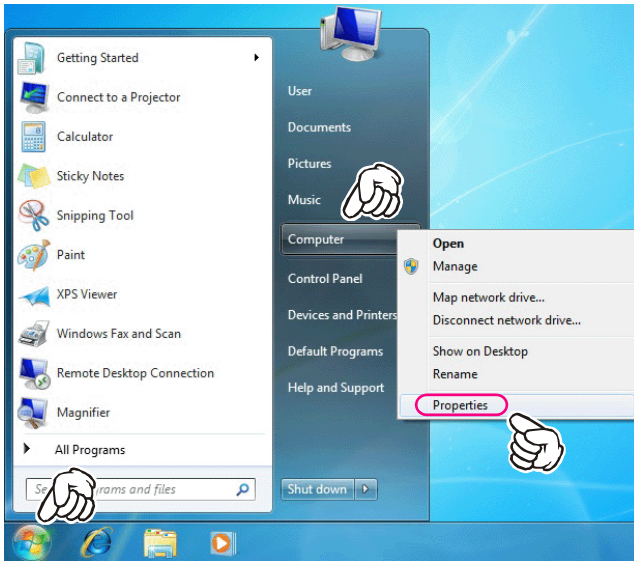 Getting Started
Connect to a Projector
Calculator
Sticky Notes
Snipping Tool
Paint
XPS Viewer
Windows Fax and Scan
Remote Desktop Connection
Magnifier
All Programs
and files
User
Documents
Pictures
Music
Computer
Control Panel
Devices and Printers
Default Programs
Help and Support
Shut down
Open
Manage
Map network drive...
Disconnect network drive...
Show on Desktop
Rename
Properties